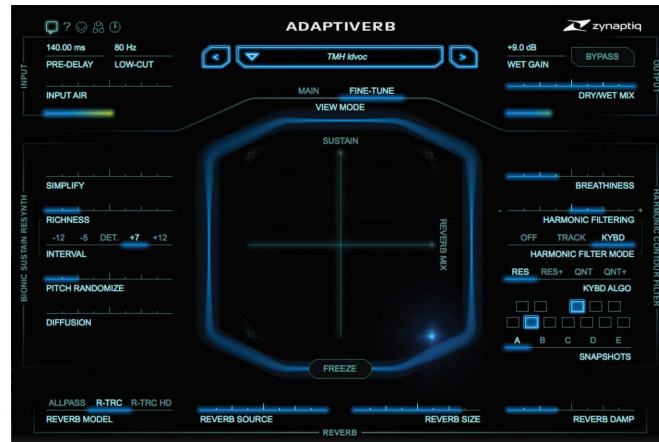 ADAPTIVERB
zynaptiq
?
140.00 ms 80 Hz
PRE-DELAY LOW-CUT
INPUT
INPUT AIR
< TMH Idvoc >
MAIN FINE-TUNE
VIEW MODE
+9.0 dB
WET GAIN
BYPASS
DRY/WET MIX
OUTPUT
BIONIC SUSTAIN RESYNTH
SIMPLIFY
RICHNESS
-12 -5 DET. +7 +12
INTERVAL
PITCH RANDOMIZE
DIFFUSION
SUSTAIN
REVERB MIX
FREEZE
BREATHINESS
- +
HARMONIC FILTERING
OFF TRACK KYBD
HARMONIC FILTER MODE
RES RES+ QNT QNT+
KYBD ALGO
A B C D E
SNAPSHOTS
HARMONIC CONTOUR FILTER
ALLPASS R-TRC R-TRC HD
REVERB MODEL
REVERB SOURCE
REVERB SIZE
REVERB DAMP
REVERB